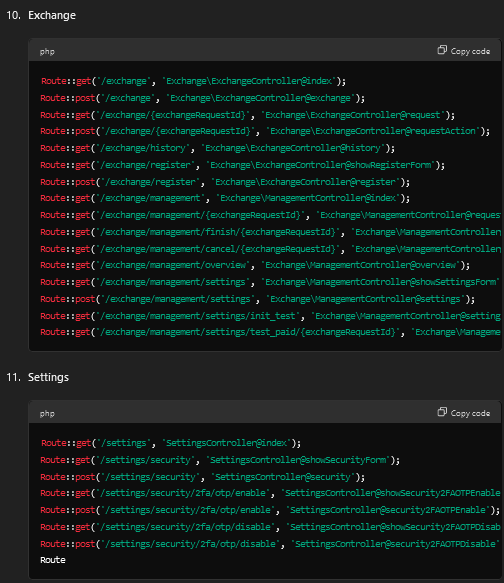 10. Exchange
php
Copy code
Route::get('/exchange', 'Exchange\ExchangeController@index');
Route::post('/exchange', 'Exchange\ExchangeController@exchange');
Route::get('/exchange/{exchangeRequestId}', 'Exchange\ExchangeController@request');
Route::post('/exchange/{exchangeRequestId}', 'Exchange\ExchangeController@requestAction');
Route::get('/exchange/history', 'Exchange\ExchangeController@history');
Route::get('/exchange/register', 'Exchange\ExchangeController@showRegisterForm');
Route::post('/exchange/register', 'Exchange\ExchangeController@register');
Route::get('/exchange/management', 'Exchange\ManagementController@index');
Route::get('/exchange/management/{exchangeRequestId}', 'Exchange\ManagementController@reques
Route::get('/exchange/management/finish/{exchangeRequestId}', 'Exchange\ManagementController
Route::get('/exchange/management/cancel/{exchangeRequestId}', 'Exchange\ManagementController
Route::get('/exchange/management/overview', 'Exchange\ManagementController@overview');
Route::get('/exchange/management/settings', 'Exchange\ManagementController@showSettingsForm'
Route::post('/exchange/management/settings', 'Exchange\ManagementController@settings');
Route::get('/exchange/management/settings/init_test', 'Exchange\ManagementController@setting
Route::get('/exchange/management/settings/test_paid/{exchangeRequestId}', 'Exchange\Manageme
11. Settings
php
Copy code
Route::get('/settings', 'SettingsController@index');
Route::get('/settings/security', 'SettingsController@showSecurityForm');
Route::post('/settings/security', 'SettingsController@security');
Route::get('/settings/security/2fa/otp/enable', 'SettingsController@showSecurity2FAOTPEnable
Route::post('/settings/security/2fa/otp/enable', 'SettingsController@security2FAOTPEnable');
Route::get('/settings/security/2fa/otp/disable', 'SettingsController@showSecurity2FAOTPDisab
Route::post('/settings/security/2fa/otp/disable', 'SettingsController@security2FAOTPDisable'
Route